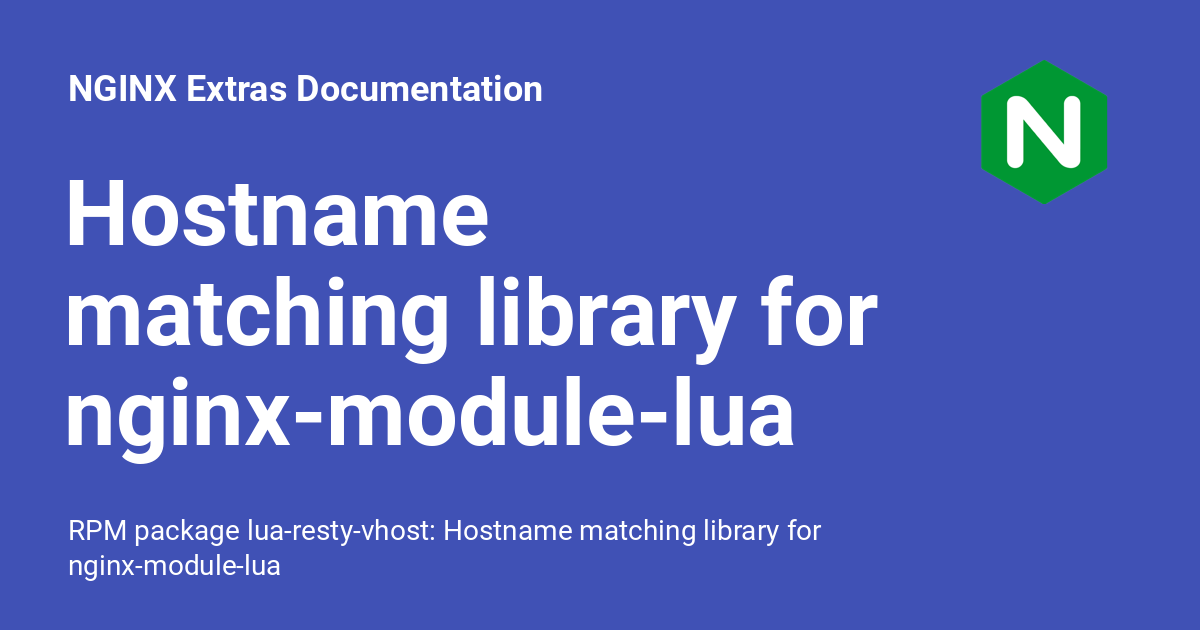 NGINX Extras Documentation
Hostname
matching library for
nginx-module-lua
RPM package lua-resty-vhost: Hostname matching library for
nginx-module-lua